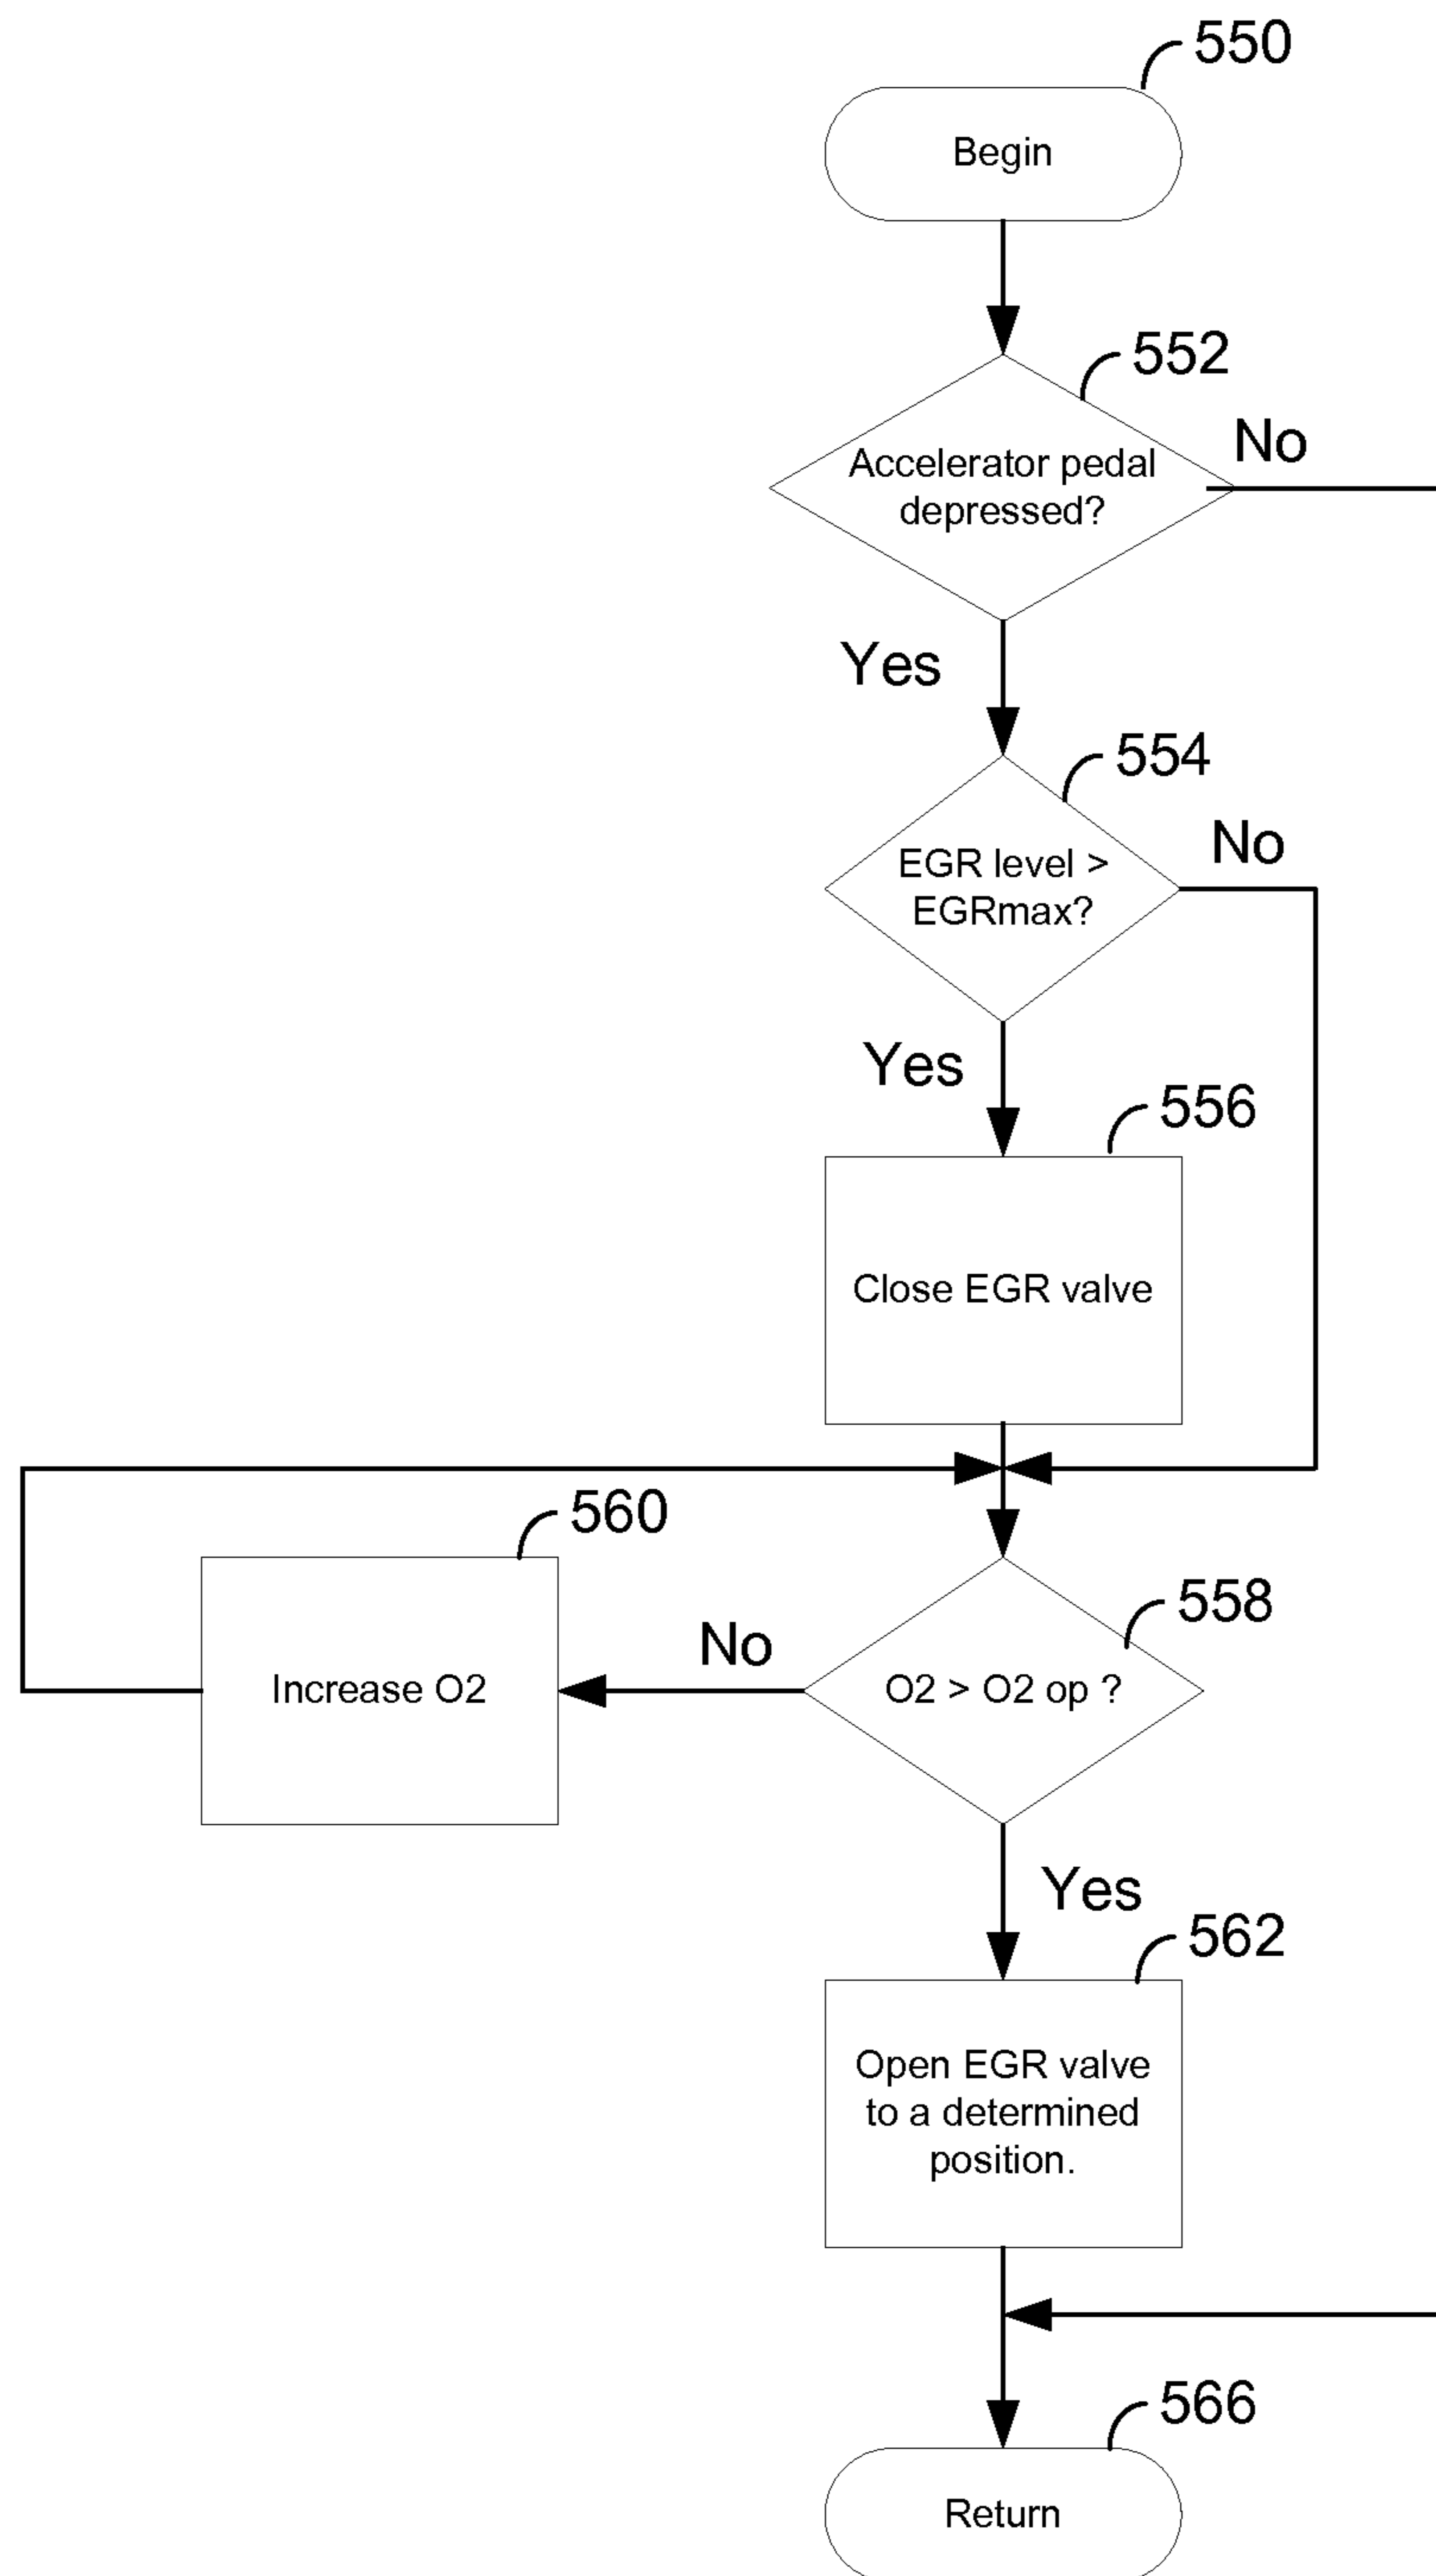 550
Begin
552
Accelerator pedal
depressed?
No
Yes
554
EGR level >
EGRmax?
No
Yes
556
Close EGR valve
560
Increase O2
558
No
O2 > O2 op ?
Yes
562
Open EGR valve
to a determined
position.
566
Return